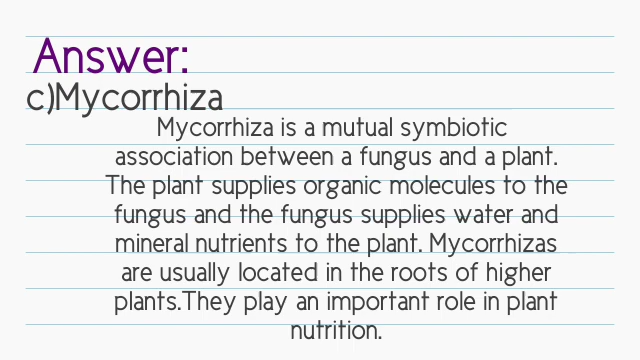 Answer:
c)Mycorrhiza
Mycorrhiza is a mutual symbiotic
association between a fungus and a plant.
The plant supplies organic molecules to the
fungus and the fungus supplies water and
mineral nutrients to the plant. Mycorrhizas
are usually located in the roots of higher
plants.They play an important role in plant
nutrition.